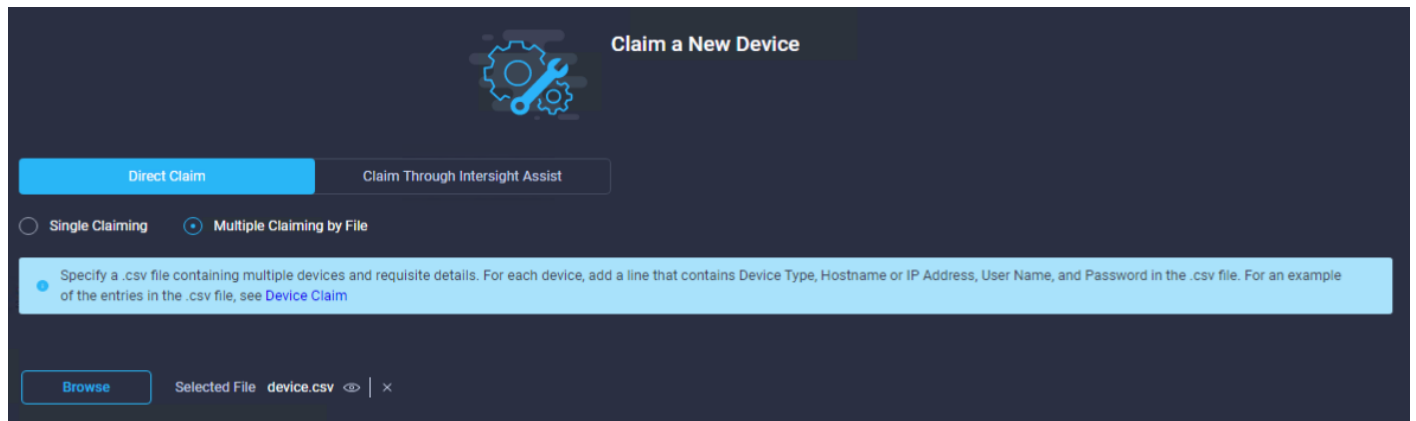 Claim a New Device
Direct Claim
Claim Through Intersight Assist
Single Claiming
Multiple Claiming by File
Specify a .csv file containing multiple devices and requisite details. For each device, add a line that contains Device Type, Hostname or IP Address, User Name, and Password in the .csv file. For an example
of the entries in the .csv file, see Device Claim
Browse
Selected File device.csv